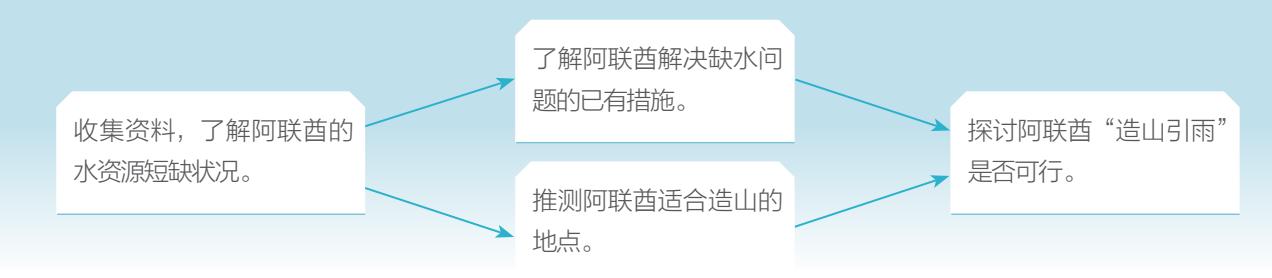 收集资料，了解阿联酋的
水资源短缺状况。
了解阿联酋解决缺水问
题的已有措施。
推测阿联酋适合造山的
地点。
探讨阿联酋“造山引雨”
是否可行。